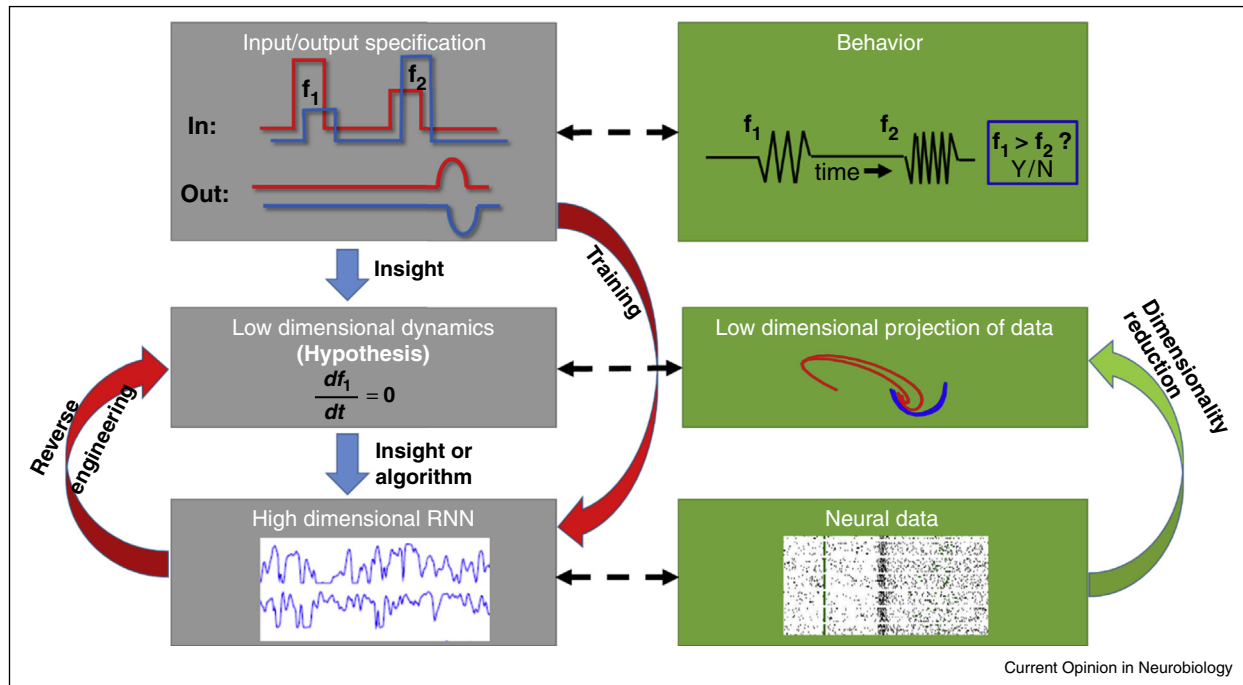 Input/output specification
f1
f2
In:
Out:
Behavior
f1
f2
time
f1 > f2 ?
Y/N
Insight
Training
Low dimensional dynamics
(Hypothesis)
df1
dt
= 0
Low dimensional projection of data
Dimensionality
reduction
Reverse
engineering
Insight or
algorithm
High dimensional RNN
Neural data
Current Opinion in Neurobiology